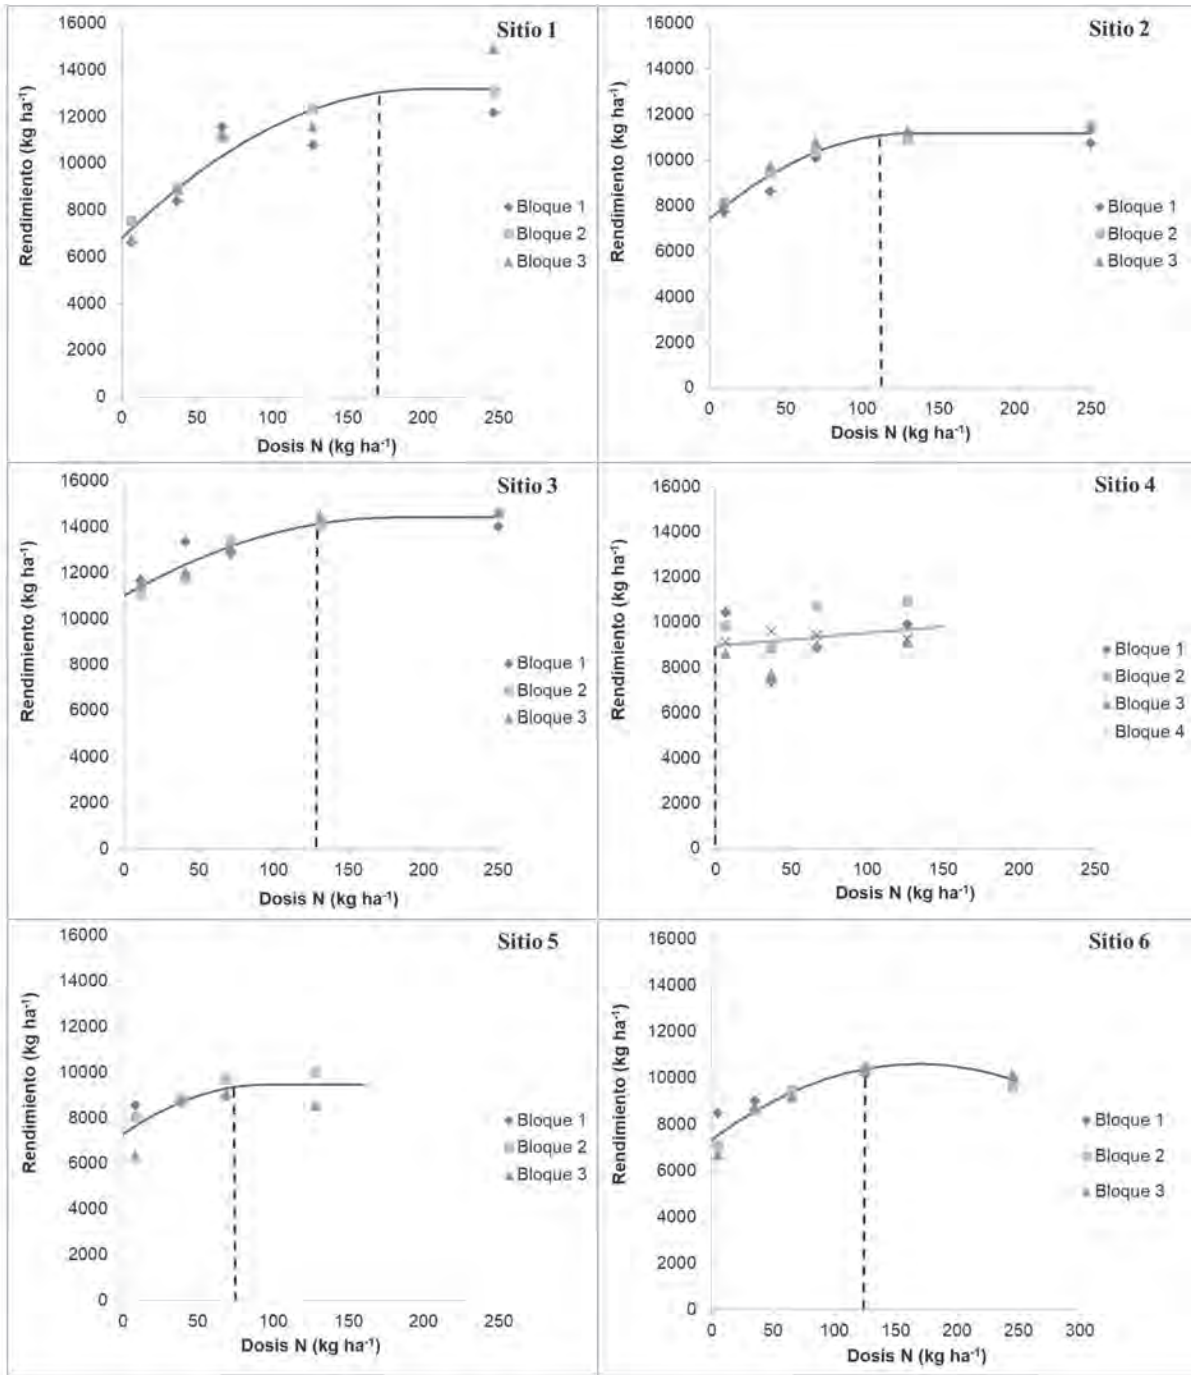 Sitio 1
Rendimiento (kg ha-1)
16000
14000
12000
10000
8000
6000
4000
2000
0
0 50 100 150 200 250
Dosis N (kg ha-1)
Bloque 1
Bloque 2
Bloque 3
Sitio 2
Rendimiento (kg ha-1)
16000
14000
12000
10000
8000
6000
4000
2000
0
0 50 100 150 200 250
Dosis N (kg ha-1)
Bloque 1
Bloque 2
Bloque 3
Sitio 3
Rendimiento (kg ha-1)
16000
14000
12000
10000
8000
6000
4000
2000
0
0 50 100 150 200 250
Dosis N (kg ha-1)
Bloque 1
Bloque 2
Bloque 3
Sitio 4
Rendimiento (kg ha-1)
16000
14000
12000
10000
8000
6000
4000
2000
0
0 50 100 150 200 250
Dosis N (kg ha-1)
Bloque 1
Bloque 2
Bloque 3
Bloque 4
Sitio 5
Rendimiento (kg ha-1)
16000
14000
12000
10000
8000
6000
4000
2000
0
0 50 100 150 200 250
Dosis N (kg ha-1)
Bloque 1
Bloque 2
Bloque 3
Sitio 6
Rendimiento (kg ha-1)
16000
14000
12000
10000
8000
6000
4000
2000
0
0 50 100 150 200 250 300
Dosis N (kg ha-1)
Bloque 1
Bloque 2
Bloque 3